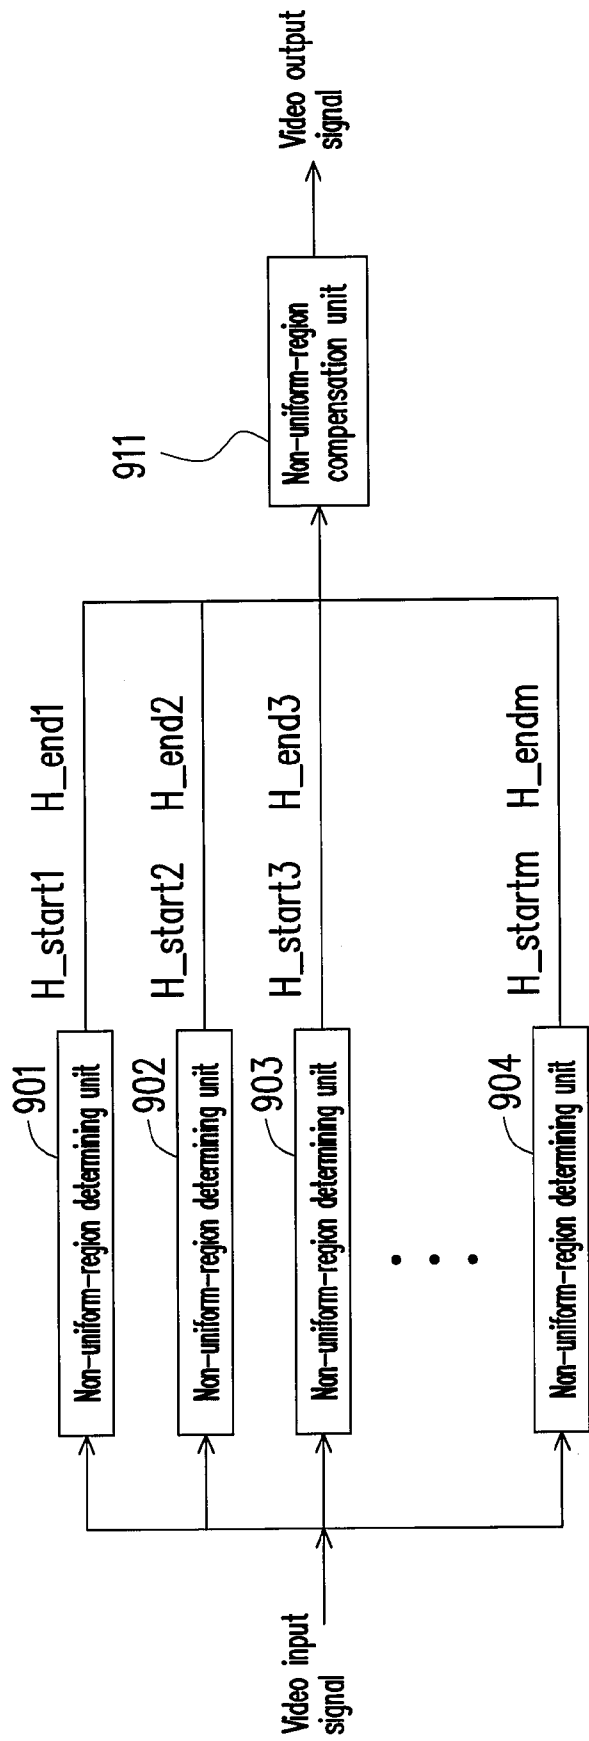 Video input
signal
901
Non-uniform-region determining unit
H_start1 H_end1
902
Non-uniform-region determining unit
H_start2 H_end2
903
Non-uniform-region determining unit
H_start3 H_end3
904
Non-uniform-region determining unit
H_startm H_endm
911
Non-uniform-region
compensation unit
Video output
signal